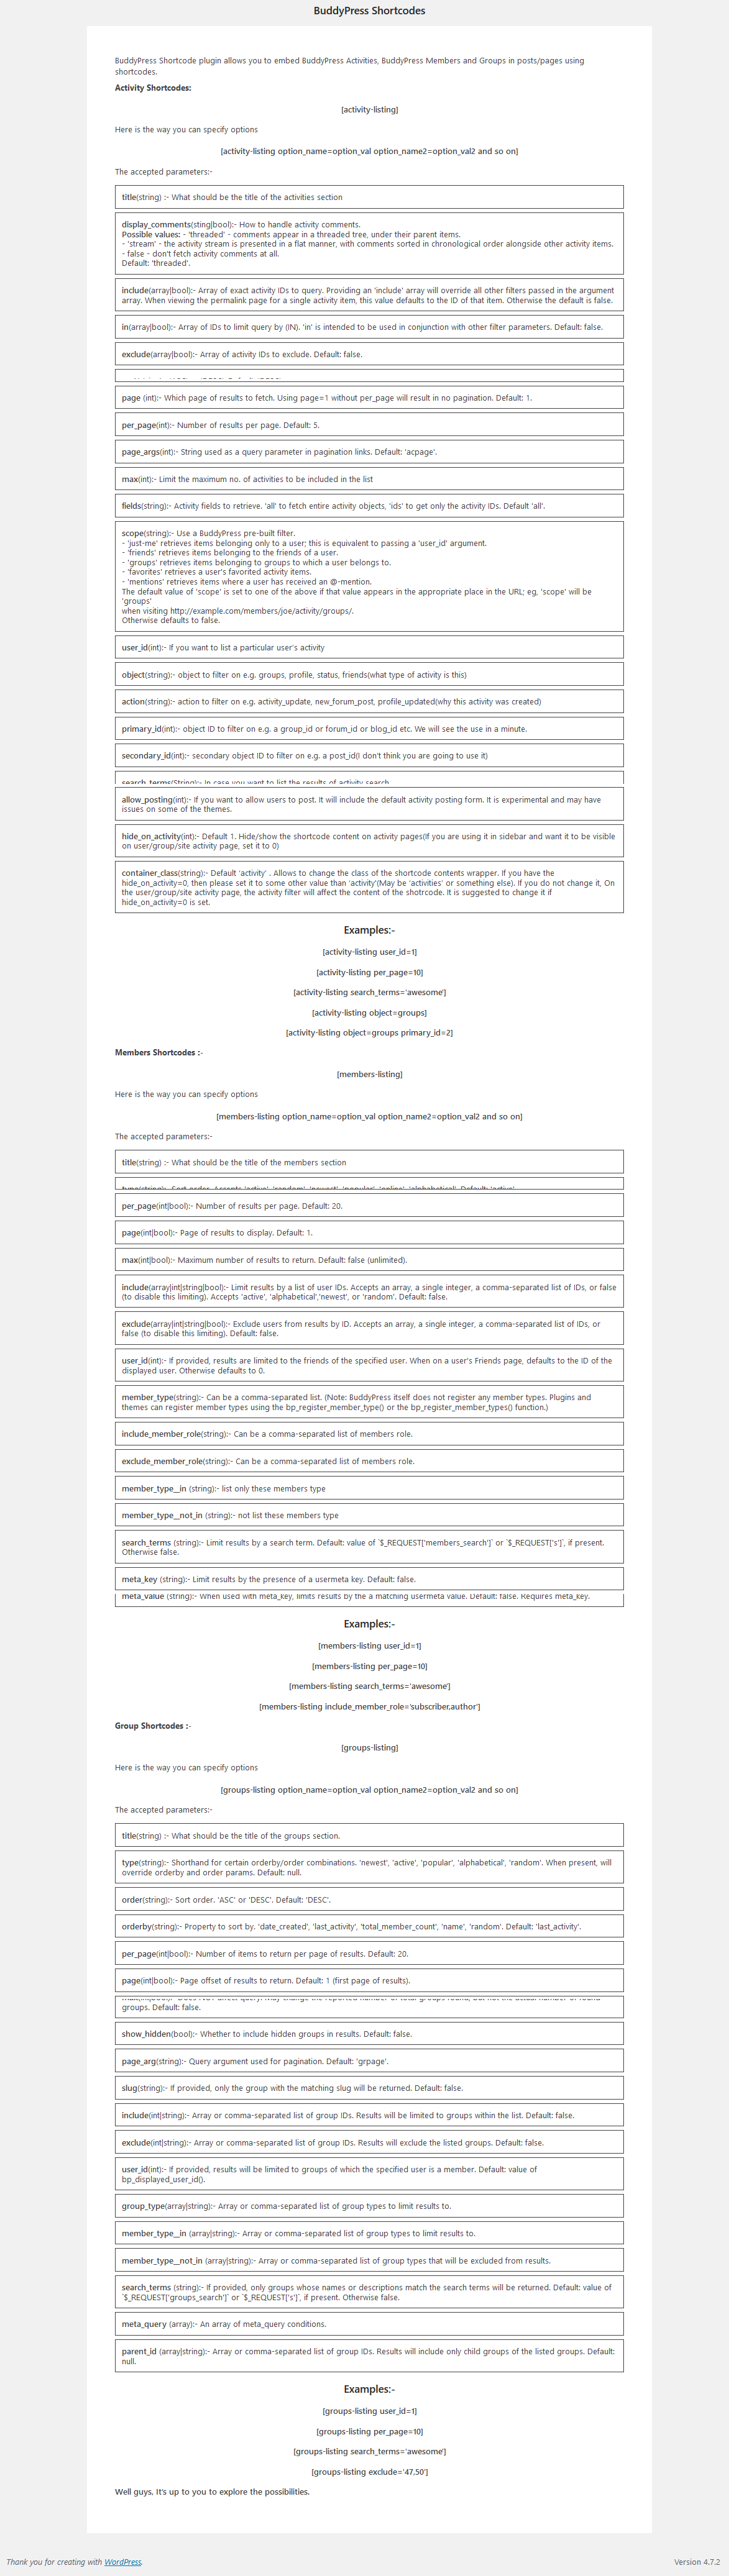 BuddyPress Shortcodes
BuddyPress Shortcode plugin allows you to embed BuddyPress Activities, BuddyPress Members and Groups in posts/pages using
shortcodes.
Activity Shortcodes:
[activity-listing]
Here is the way you can specify options
[activity-listing option_name=option_val option_name2=option_val2 and so on]
The accepted parameters:-
title(string) :- What should be the title of the activities section
display_comments(sting|bool):- How to handle activity comments.
Possible values: - 'threaded' - comments appear in a threaded tree, under their parent items.
- 'stream' - the activity stream is presented in a flat manner, with comments sorted in chronological order alongside other activity items.
- false - don't fetch activity comments at all.
Default: 'threaded'.
include(array|bool):- Array of exact activity IDs to query. Providing an 'include' array will override all other filters passed in the argument
array. When viewing the permalink page for a single activity item, this value defaults to the ID of that item. Otherwise the default is false.
in(array|bool):- Array of IDs to limit query by (IN). 'in' is intended to be used in conjunction with other filter parameters. Default: false.
exclude(array|bool):- Array of activity IDs to exclude. Default: false.
page (int):- Which page of results to fetch. Using page=1 without per_page will result in no pagination. Default: 1.
per_page(int):- Number of results per page. Default: 5.
page_args(int):- String used as a query parameter in pagination links. Default: 'acpage'.
max(int):- Limit the maximum no. of activities to be included in the list
fields(string):- Activity fields to retrieve. 'all' to fetch entire activity objects, 'ids' to get only the activity IDs. Default 'all'.
scope(string):- Use a BuddyPress pre-built filter.
- 'just-me' retrieves items belonging only to a user; this is equivalent to passing a 'user_id' argument.
- 'friends' retrieves items belonging to the friends of a user.
- 'groups' retrieves items belonging to groups to which a user belongs to.
- 'favorites' retrieves a user's favorited activity items.
- 'mentions' retrieves items where a user has received an @-mention.
The default value of 'scope' is set to one of the above if that value appears in the appropriate place in the URL; eg, 'scope' will be
'groups'
when visiting http://example.com/members/joe/activity/groups/.
Otherwise defaults to false.
user_id(int):- If you want to list a particular user's activity
object(string):- object to filter on e.g. groups, profile, status, friends(what type of activity is this)
action(string):- action to filter on e.g. activity_update, new_forum_post, profile_updated(why this activity was created)
primary_id(int):- object ID to filter on e.g. a group_id or forum_id or blog_id etc. We will see the use in a minute.
secondary_id(int):- secondary object ID to filter on e.g. a post_id(I don't think you are going to use it)
search_terms(String):- In case you want to list the results of activity search
allow_posting(int):- If you want to allow users to post. It will include the default activity posting form. It is experimental and may have
issues on some of the themes.
hide_on_activity(int):- Default 1. Hide/show the shortcode content on activity pages(If you are using it in sidebar and want it to be visible
on user/group/site activity page, set it to 0)
container_class(string):- Default 'activity' . Allows to change the class of the shortcode contents wrapper. If you have the
hide_on_activity=0, then please set it to some other value than 'activity'(May be 'activities' or something else). If you do not change it, On
the user/group/site activity page, the activity filter will affect the content of the shotrcode. It is suggested to change it if
hide_on_activity=0 is set.
Examples:-
[activity-listing user_id=1]
[activity-listing per_page=10]
[activity-listing search_terms='awesome']
[activity-listing object=groups]
[activity-listing object=groups primary_id=2]
Members Shortcodes :-
[members-listing]
Here is the way you can specify options
[members-listing option_name=option_val option_name2=option_val2 and so on]
The accepted parameters:-
title(string) :- What should be the title of the members section
type(string):- Sort order. Accepts 'active', 'random', 'newest', 'popular', 'online', 'alphabetical'. Default: 'active'.
per_page(int|bool):- Number of results per page. Default: 20.
page(int|bool):- Page of results to display. Default: 1.
max(int|bool):- Maximum number of results to return. Default: false (unlimited).
include(array|int|string|bool):- Limit results by a list of user IDs. Accepts an array, a single integer, a comma-separated list of IDs, or false
(to disable this limiting). Accepts 'active', 'alphabetical','newest', or 'random'. Default: false.
exclude(array|int|string|bool):- Exclude users from results by ID. Accepts an array, a single integer, a comma-separated list of IDs, or
false (to disable this limiting). Default: false.
user_id(int):- If provided, results are limited to the friends of the specified user. When on a user's Friends page, defaults to the ID of the
displayed user. Otherwise defaults to 0.
member_type(string):- Can be a comma-separated list. (Note: BuddyPress itself does not register any member types. Plugins and
themes can register member types using the bp_register_member_type() or the bp_register_member_types() function.)
include_member_role(string):- Can be a comma-separated list of members role.
exclude_member_role(string):- Can be a comma-separated list of members role.
member_type__in (string):- list only these members type
member_type__not_in (string):- not list these members type
search_terms (string):- Limit results by a search term. Default: value of `$_REQUEST['members_search']` or `$_REQUEST['s']`, if present.
Otherwise false.
meta_key (string):- Limit results by the presence of a usermeta key. Default: false.
meta_value (string):- When used with meta_key, limits results by the a matching usermeta value. Default: false. Requires meta_key.
Examples:-
[members-listing user_id=1]
[members-listing per_page=10]
[members-listing search_terms='awesome']
[members-listing include_member_role='subscriber,author']
Group Shortcodes :-
[groups-listing]
Here is the way you can specify options
[groups-listing option_name=option_val option_name2=option_val2 and so on]
The accepted parameters:-
title(string) :- What should be the title of the groups section.
type(string):- Shorthand for certain orderby/order combinations. 'newest', 'active', 'popular', 'alphabetical', 'random'. When present, will
override orderby and order params. Default: null.
order(string):- Sort order. 'ASC' or 'DESC'. Default: 'DESC'.
orderby(string):- Property to sort by. 'date_created', 'last_activity', 'total_member_count', 'name', 'random'. Default: 'last_activity'.
per_page(int|bool):- Number of items to return per page of results. Default: 20.
page(int|bool):- Page offset of results to return. Default: 1 (first page of results).
groups. Default: false.
show_hidden(bool):- Whether to include hidden groups in results. Default: false.
page_arg(string):- Query argument used for pagination. Default: 'grpage'.
slug(string):- If provided, only the group with the matching slug will be returned. Default: false.
include(int|string):- Array or comma-separated list of group IDs. Results will be limited to groups within the list. Default: false.
exclude(int|string):- Array or comma-separated list of group IDs. Results will exclude the listed groups. Default: false.
user_id(int):- If provided, results will be limited to groups of which the specified user is a member. Default: value of
bp_displayed_user_id().
group_type(array|string):- Array or comma-separated list of group types to limit results to.
member_type__in (array|string):- Array or comma-separated list of group types to limit results to.
member_type__not_in (array|string):- Array or comma-separated list of group types that will be excluded from results.
search_terms (string):- If provided, only groups whose names or descriptions match the search terms will be returned. Default: value of
`$_REQUEST['groups_search']` or `$_REQUEST['s']`, if present. Otherwise false.
meta_query (array):- An array of meta_query conditions.
parent_id (array|string):- Array or comma-separated list of group IDs. Results will include only child groups of the listed groups. Default:
null.
Examples:-
[groups-listing user_id=1]
[groups-listing per_page=10]
[groups-listing search_terms='awesome']
[groups-listing exclude='47,50']
Well guys, It's up to you to explore the possibilities.
Thank you for creating with WordPress.
Version 4.7.2